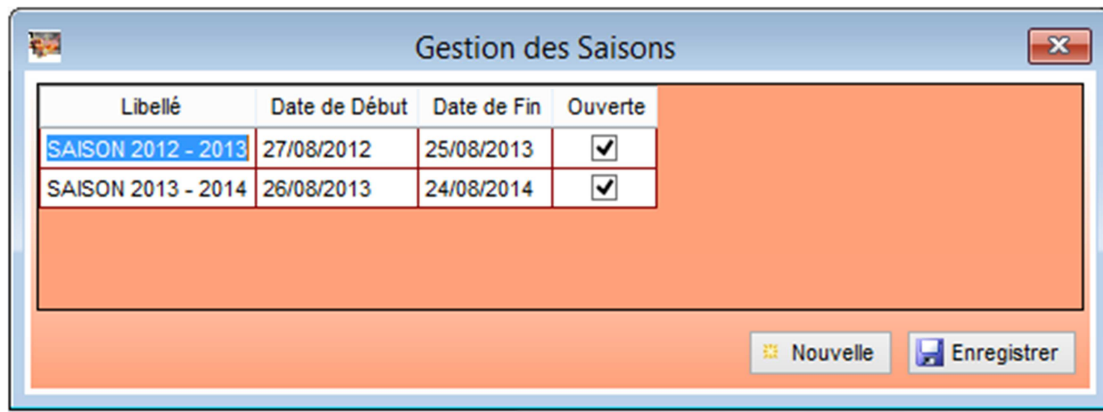 Gestion des Saisons
Libellé Date de Début Date de Fin Ouverte
SAISON 2012 - 2013 27/08/2012 25/08/2013
SAISON 2013 - 2014 26/08/2013 24/08/2014
Nouvelle Enregistrer